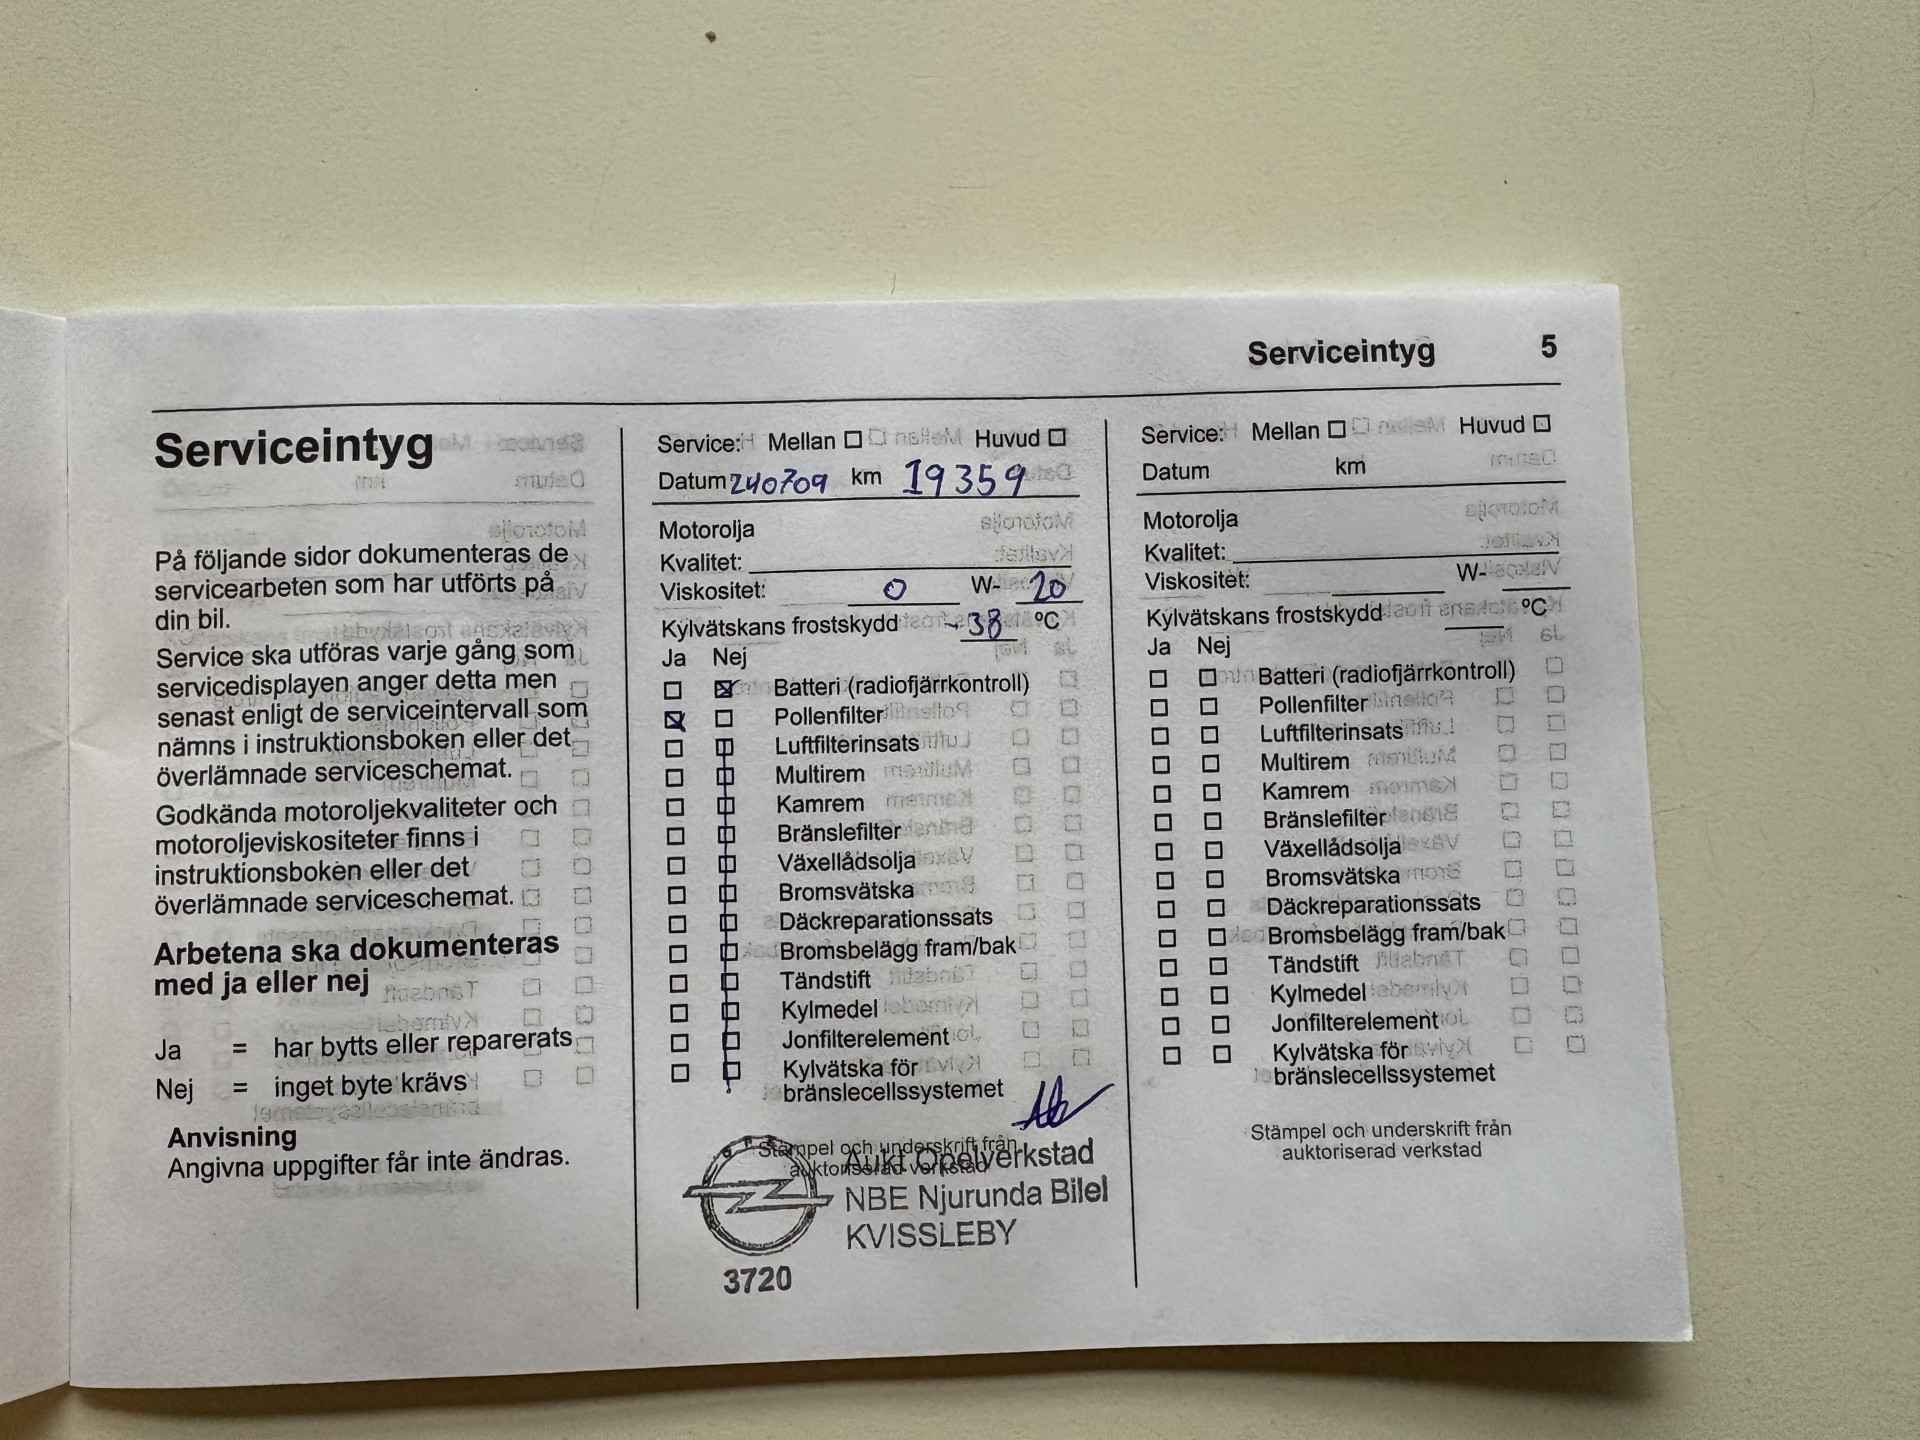 Serviceintyg 5
Serviceintyg
På följande sidor dokumenteras de
servicearbeten som har utförts på
din bil.
Service ska utföras varje gång som
servicedisplayen anger detta men
senast enligt de serviceintervall som
nämns i instruktionsboken eller det
överlämnade serviceschemat.
Godkända motoroljekvaliteter och
motoroljeviskositeter finns i
instruktionsboken eller det
överlämnade serviceschemat.
Arbetena ska dokumenteras
med ja eller nej
Ja = har bytts eller reparerats
Nej = inget byte krävs
Anvisning
Angivna uppgifter får inte ändras.
Service: Mellan Huvud
Datum 240709 km 19359
Motorolja
Kvalitet:
Viskositet: 0 W- 20
Kylvätskans frostskydd -38 ºC
Ja Nej
Batteri (radiofjärrkontroll)
Pollenfilter
Luftfilterinsats
Multirem
Kamrem
Bränslefilter
Växellådsolja
Bromsvätska
Däckreparationssats
Bromsbelägg fram/bak
Tändstift
Kylmedel
Jonfilterelement
Kylvätska för
bränslecellssystemet
Stämpel och underskrift från
auktoriserad verkstad
Aukt Opelverkstad
NBE Njurunda Bilel
KVISSLEBY
3720
Service: Mellan Huvud
Datum km
Motorolja
Kvalitet:
Viskositet: W-
Kylvätskans frostskydd ºC
Ja Nej
Batteri (radiofjärrkontroll)
Pollenfilter
Luftfilterinsats
Multirem
Kamrem
Bränslefilter
Växellådsolja
Bromsvätska
Däckreparationssats
Bromsbelägg fram/bak
Tändstift
Kylmedel
Jonfilterelement
Kylvätska för
bränslecellssystemet
Stämpel och underskrift från
auktoriserad verkstad